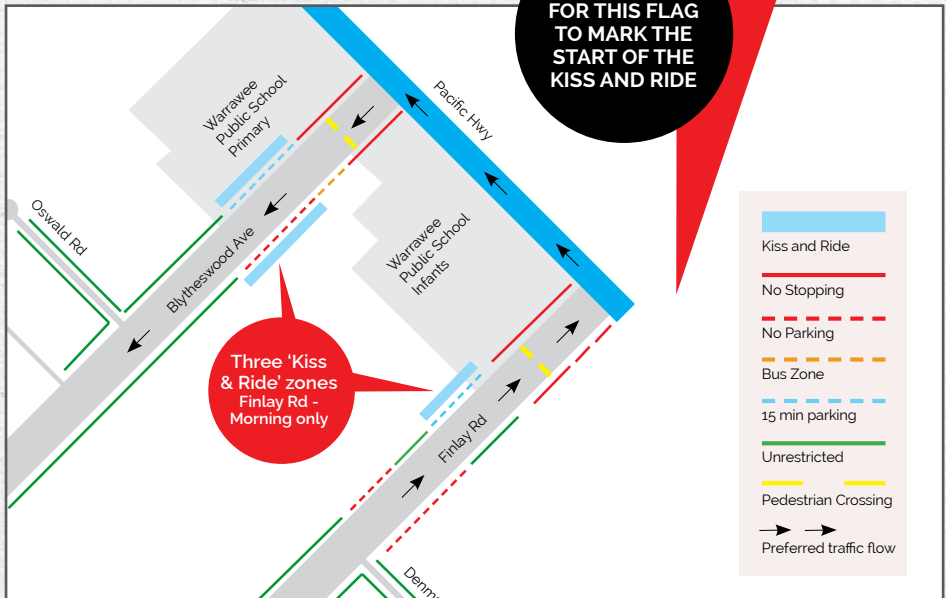 FOR THIS FLAG
TO MARK THE
START OF THE
KISS AND RIDE
Pacific Hwy
Warrawee
Public School
Primary
Oswald Rd
Blytheswood Ave
Warrawee
Public School
Infants
Three ‘Kiss
& Ride’ zones
Finlay Rd -
Morning only
Finlay Rd
Kiss and Ride
No Stopping
No Parking
Bus Zone
15 min parking
Unrestricted
Pedestrian Crossing
Preferred traffic flow